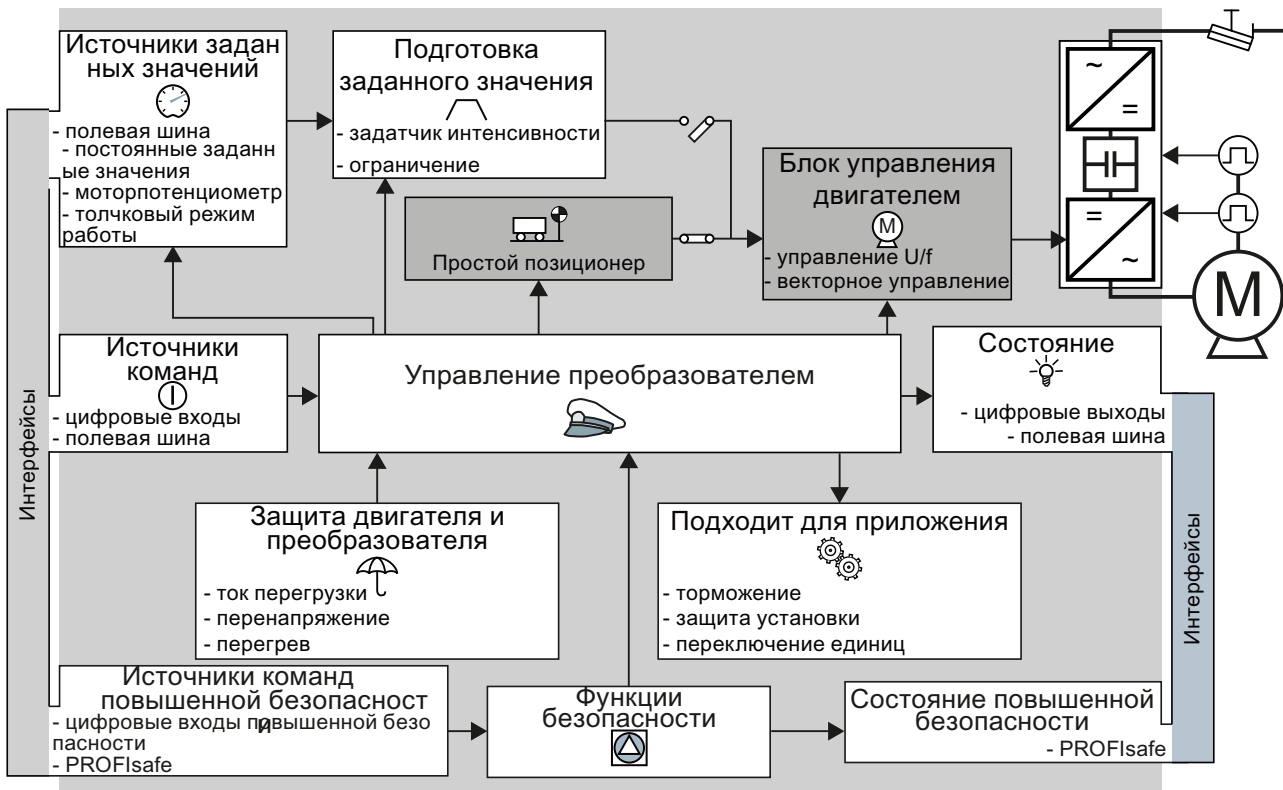 Источники задан
ных значений
- полевая шина
- постоянные заданн
ые значения
- моторпотенциометр
- толчковый режим
работы
Подготовка
заданного значения
- задатчик интенсивности
- ограничение
~
=
=
~
Простой позиционер
Блок управления
двигателем
M
- управление U/f
- векторное управление
M
Интерфейсы
Источники
команд
- цифровые входы
- полевая шина
Управление преобразователем
Состояние
- цифровые выходы
- полевая шина
Защита двигателя и
преобразователя
- ток перегрузки
- перенапряжение
- перегрев
Подходит для приложения
- торможение
- защита установки
- переключение единиц
Интерфейсы
Источники команд
повышенной безопасност
и
- цифровые входы повышенной безо
пасности
- PROFIsafe
Функции
безопасности
Состояние повышенной
безопасности
- PROFIsafe